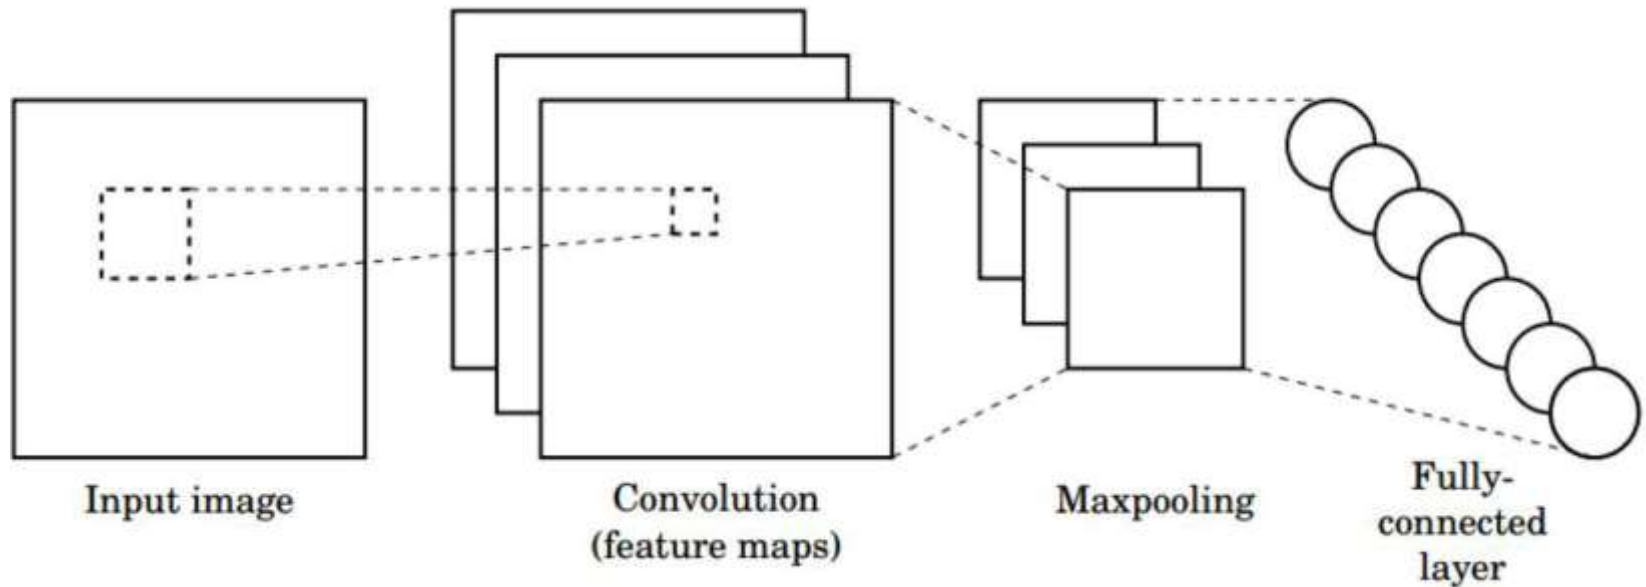 Input image
Convolution
(feature maps)
Maxpooling
Fully-
connected
layer